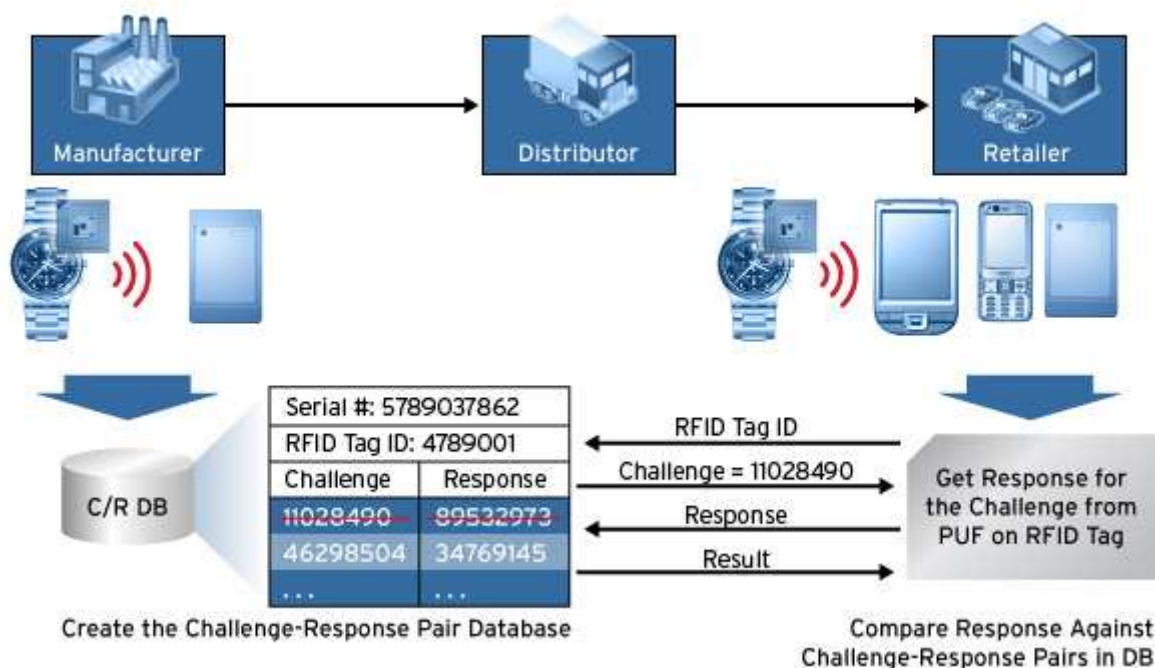 Manufacturer
Distributor
Retailer
r
r
C/R DB
Serial #: 5789037862
RFID Tag ID: 4789001
Challenge Response
11028490 89532973
46298504 34769145
... ...
RFID Tag ID
Challenge = 11028490
Response
Result
Get Response for
the Challenge from
PUF on RFID Tag
Create the Challenge-Response Pair Database
Compare Response Against
Challenge-Response Pairs in DB